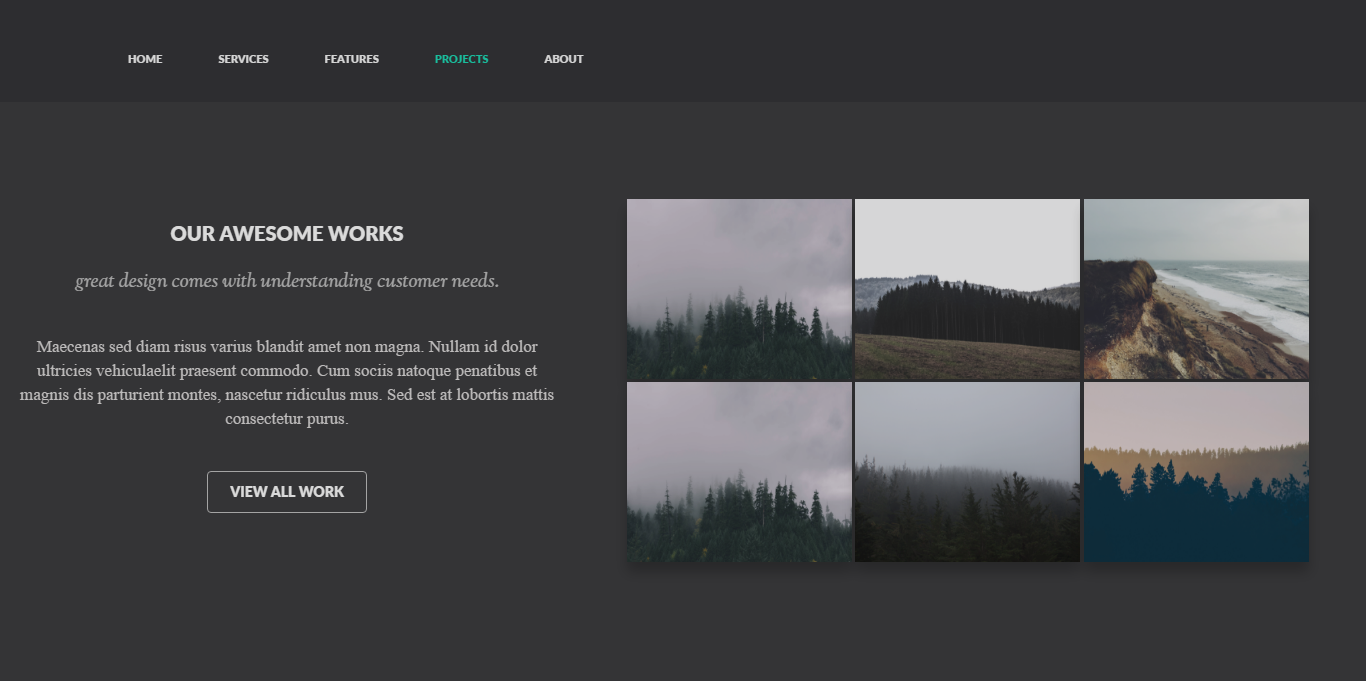 HOME SERVICES FEATURES PROJECTS ABOUT
OUR AWESOME WORKS
great design comes with understanding customer needs.
Maecenas sed diam risus varius blandit amet non magna. Nullam id dolor
ultricies vehiculaelit praesent commodo. Cum sociis natoque penatibus et
magnis dis parturient montes, nascetur ridiculus mus. Sed est at lobortis mattis
consectetur purus.
VIEW ALL WORK